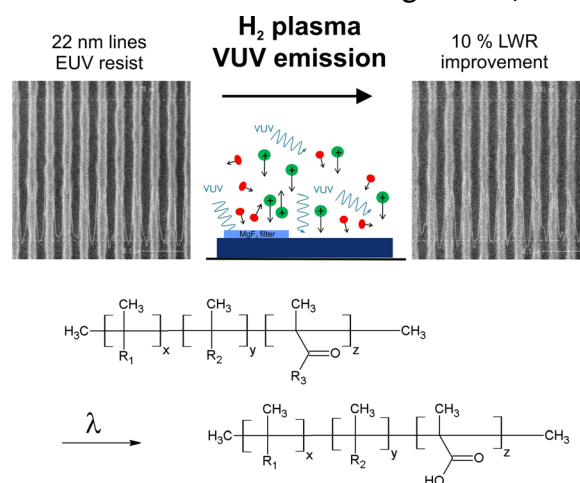 H₂ plasma
VUV emission
22 nm lines
EUV resist
10 % LWR
improvement
VUV
VUV
VUV
MgF₂ filter
CH₃
CH₃
CH₃
H₃C
CH₃
R₁
x
R₂
y
O
z
R₃
λ
CH₃
CH₃
CH₃
H₃C
CH₃
R₁
x
R₂
y
O
z
HO